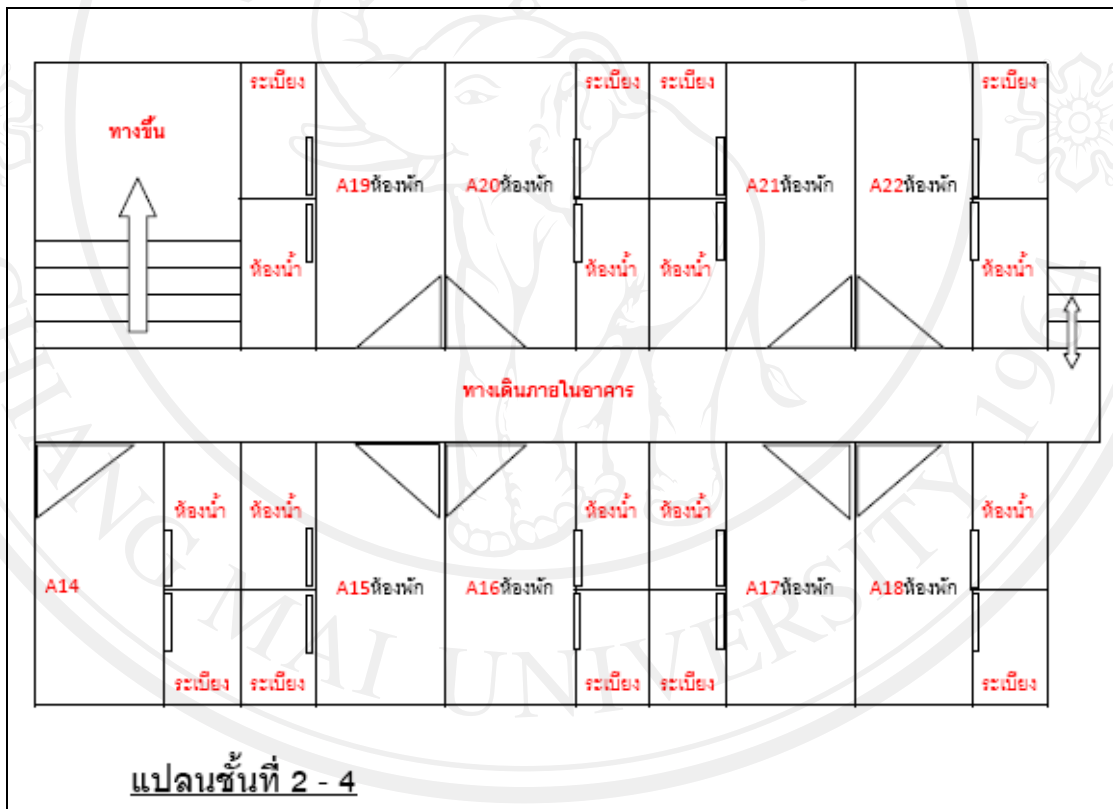 ระเบียง ระเบียง ระเบียง ระเบียง
ทางขึ้น
A19ห้องพัก A20ห้องพัก A21ห้องพัก A22ห้องพัก
ห้องน้ำ ห้องน้ำ ห้องน้ำ ห้องน้ำ
ทางเดินภายในอาคาร
ห้องน้ำ ห้องน้ำ ห้องน้ำ ห้องน้ำ ห้องน้ำ
A14 A15ห้องพัก A16ห้องพัก A17ห้องพัก A18ห้องพัก
ระเบียง ระเบียง ระเบียง ระเบียง ระเบียง
แปลนชั้นที่ 2 - 4
CHIANG MAI UNIVERSITY 1964